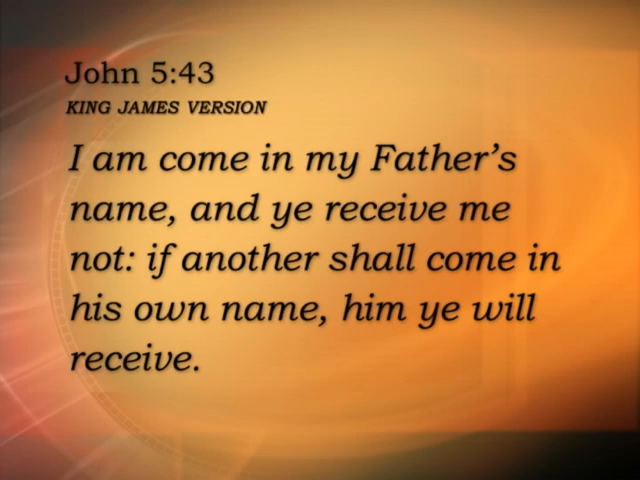 John 5:43
KING JAMES VERSION
I am come in my Father’s
name, and ye receive me
not: if another shall come in
his own name, him ye will
receive.